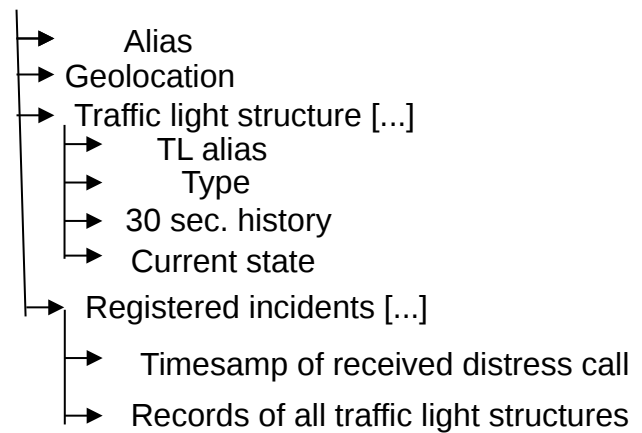 Alias
Geolocation
Traffic light structure [...]
TL alias
Type
30 sec. history
Current state
Registered incidents [...]
Timesamp of received distress call
Records of all traffic light structures